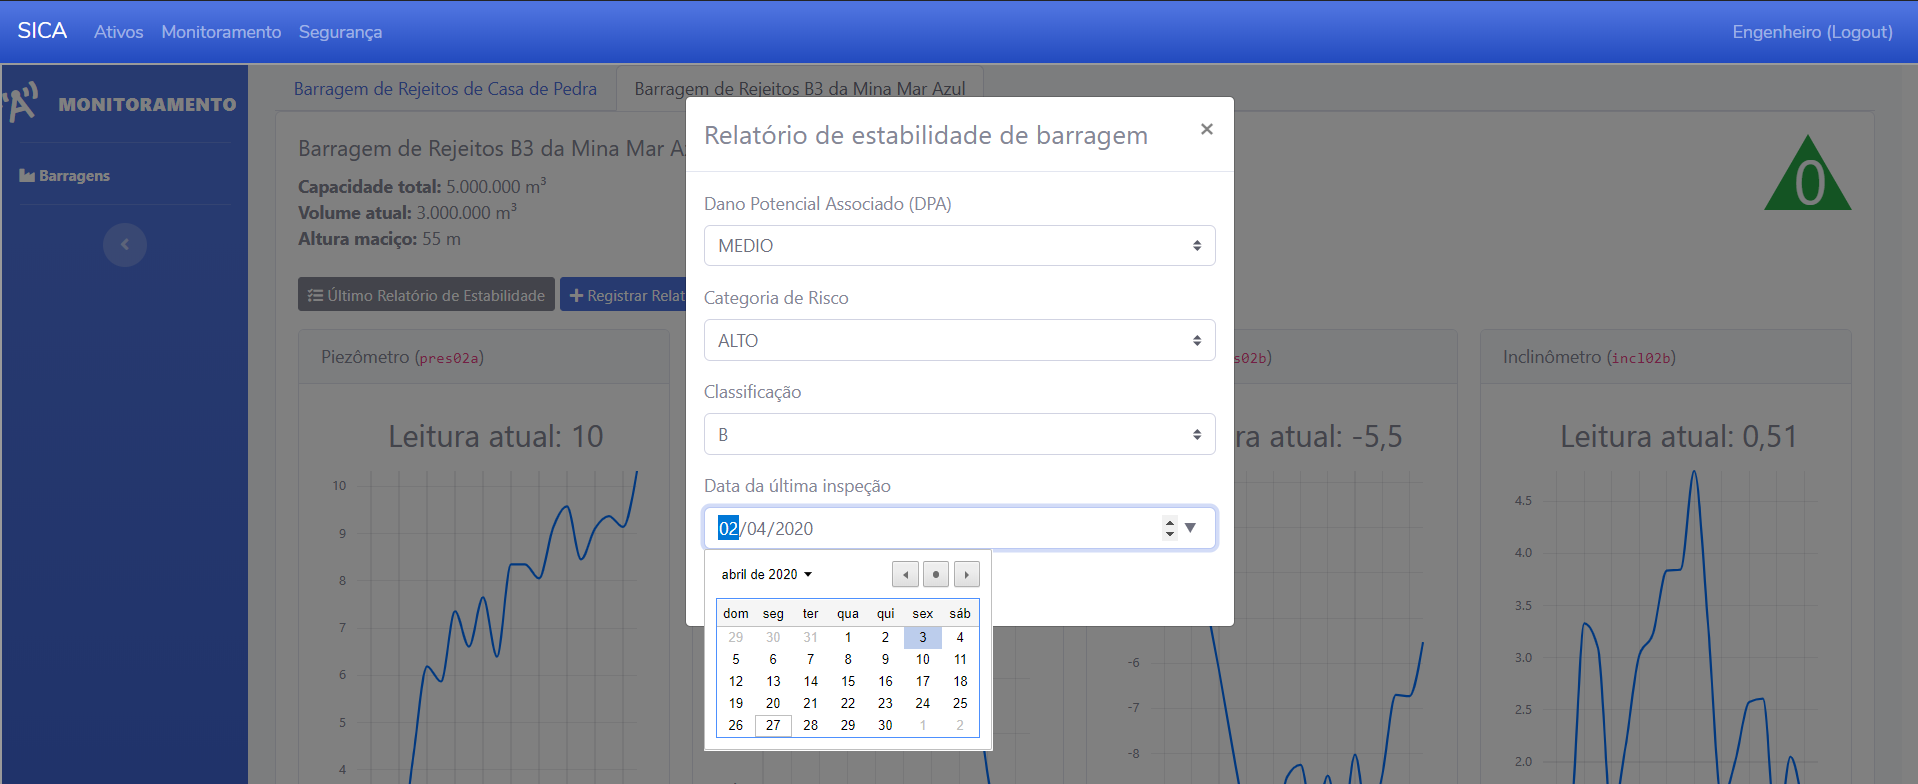 SICA Ativos Monitoramento Segurança Engenheiro (Logout)
MONITORAMENTO
Barragens
Barragem de Rejeitos de Casa de Pedra Barragem de Rejeitos B3 da Mina Mar Azul
Barragem de Rejeitos B3 da Mina Mar A
Capacidade total: 5.000.000 m³
Volume atual: 3.000.000 m³
Altura maciço: 55 m
0
Último Relatório de Estabilidade Registrar Relat
Piezômetro (pres02a)
Leitura atual: 10
10
9
8
7
6
5
4
Relatório de estabilidade de barragem ×
Dano Potencial Associado (DPA)
MEDIO
Categoria de Risco
ALTO
Classificação
B
Data da última inspeção
02/04/2020
abril de 2020
dom seg ter qua qui sex sáb
29 30 31 1 2 3 4
5 6 7 8 9 10 11
12 13 14 15 16 17 18
19 20 21 22 23 24 25
26 27 28 29 30 1 2
s02b)
ra atual: -5,5
-6
-7
-8
Inclinômetro (incl02b)
Leitura atual: 0,51
4.5
4.0
3.5
3.0
2.5
2.0